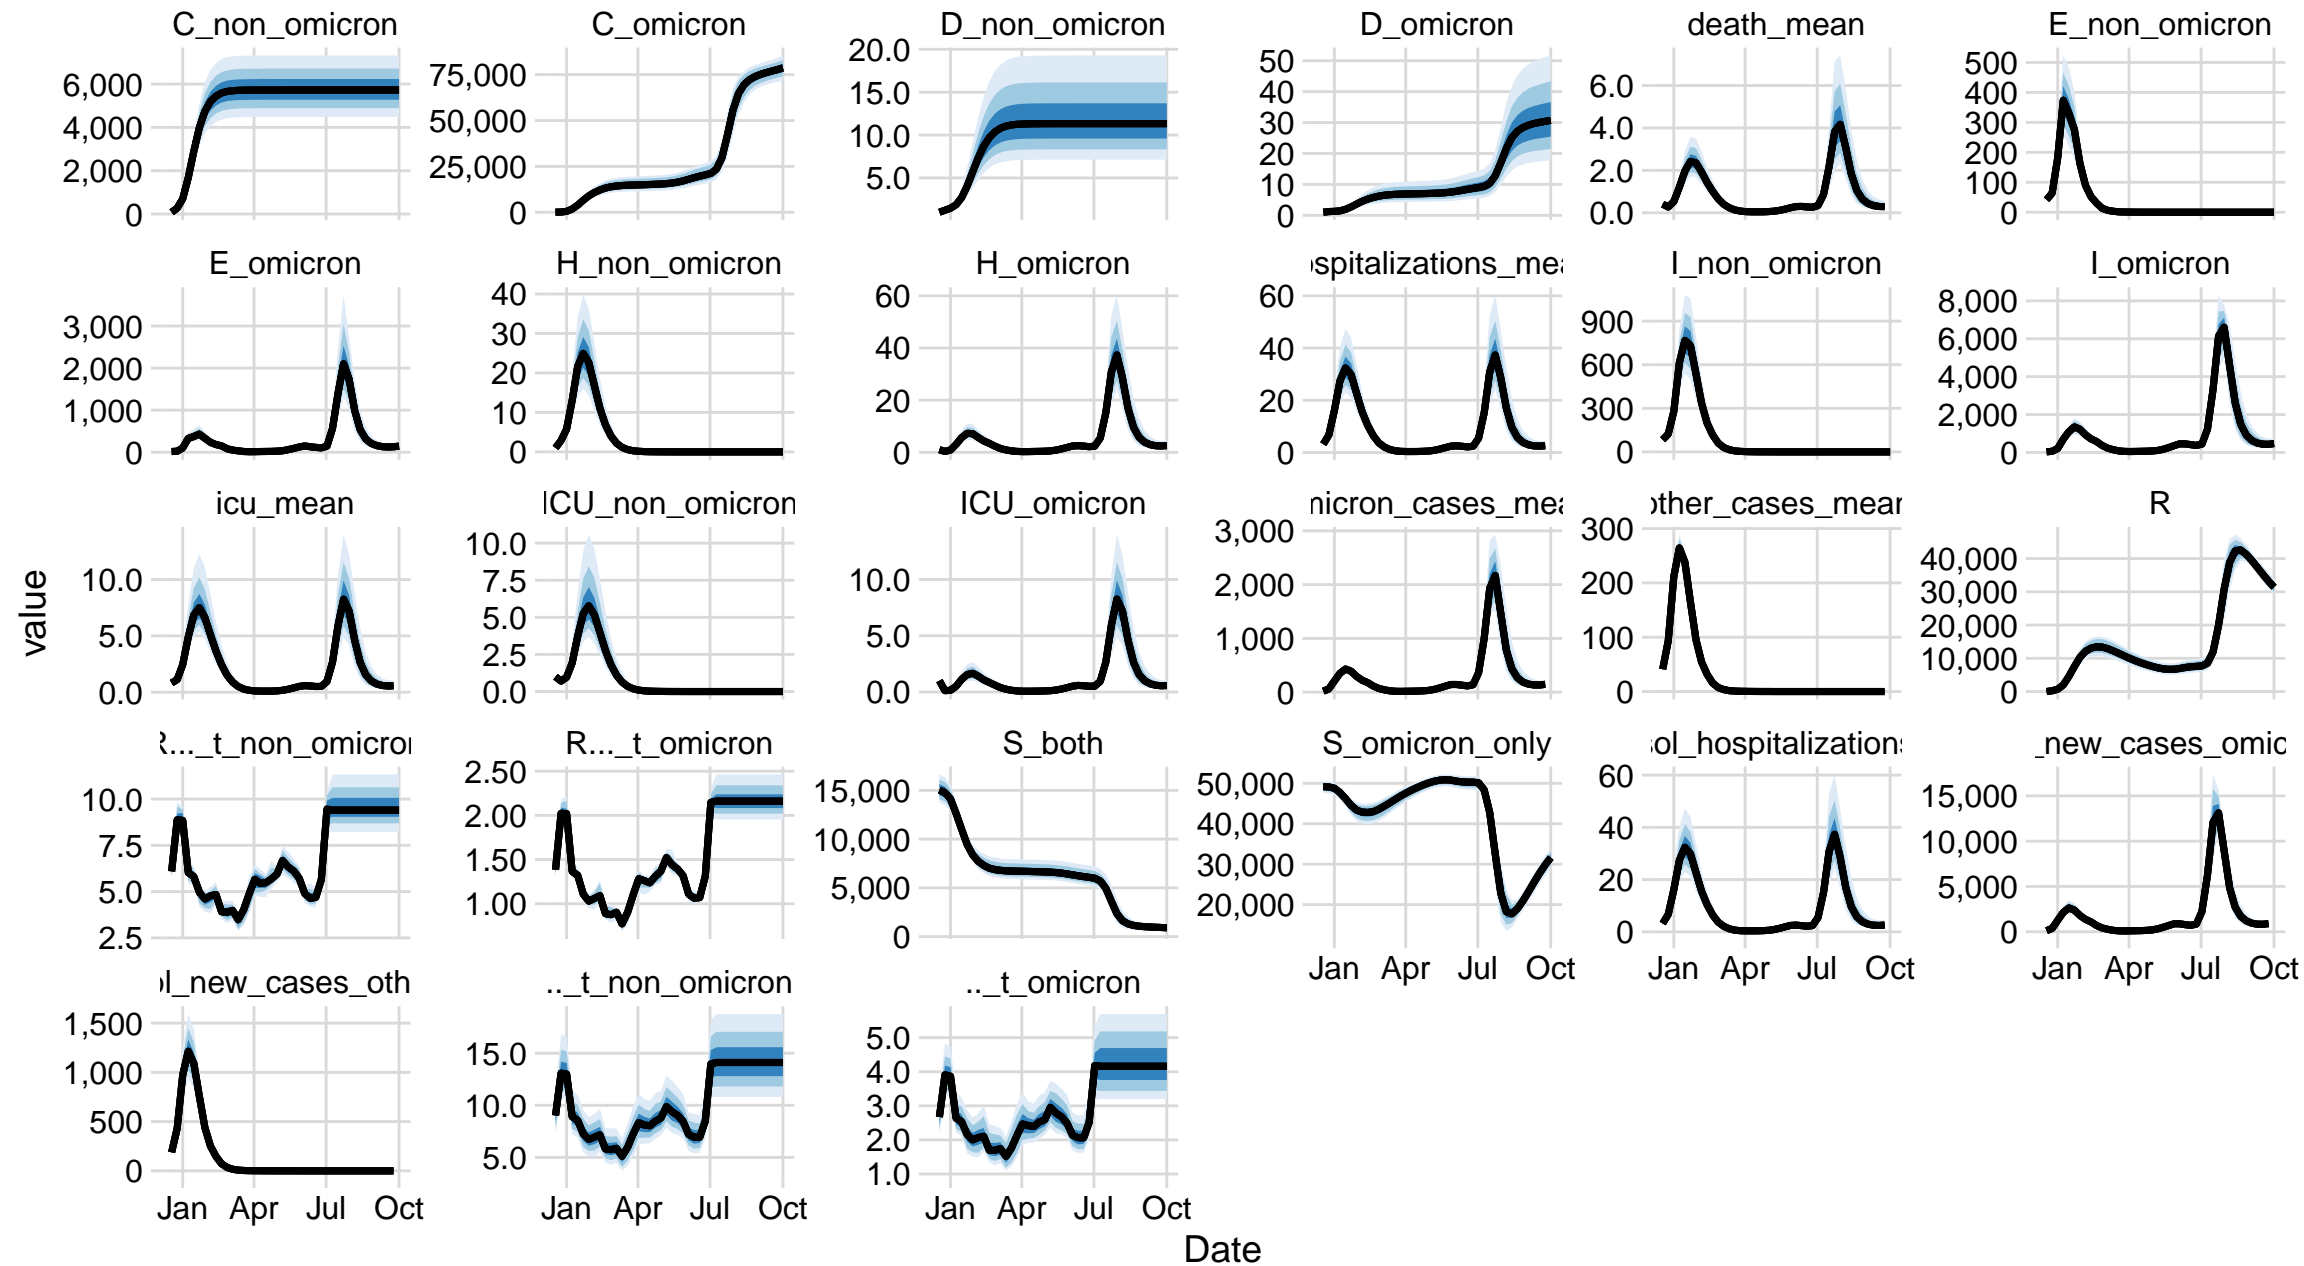 C_non_omicron C_omicron D_non_omicron D_omicron death_mean E_non_omicron
6,000 4,000 2,000 0
75,000 50,000 25,000 0
20.0 15.0 10.0 5.0
50 40 30 20 10 0
6.0 4.0 2.0 0.0
500 400 300 200 100 0
E_omicron H_non_omicron H_omicron spitalizations_mea I_non_omicron I_omicron
3,000 2,000 1,000 0
40 30 20 10 0
60 40 20 0
60 40 20 0
900 600 300 0
8,000 6,000 4,000 2,000 0
icu_mean ICU_non_omicron ICU_omicron nicron_cases_mea other_cases_mear R
10.0 5.0 0.0
10.0 7.5 5.0 2.5 0.0
10.0 5.0 0.0
3,000 2,000 1,000 0
300 200 100 0
40,000 30,000 20,000 10,000 0
R..._t_non_omicror R..._t_omicron S_both S_omicron_only sol_hospitalizations _new_cases_omic
10.0 7.5 5.0 2.5
2.50 2.00 1.50 1.00
15,000 10,000 5,000 0
50,000 40,000 30,000 20,000
60 40 20 0
15,000 10,000 5,000 0
Jan Apr Jul Oct Jan Apr Jul Oct Jan Apr Jul Oct
ol_new_cases_oth .._t_non_omicron .._t_omicron
1,500 1,000 500 0
15.0 10.0 5.0
5.0 4.0 3.0 2.0 1.0
Jan Apr Jul Oct Jan Apr Jul Oct Jan Apr Jul Oct
value
Date